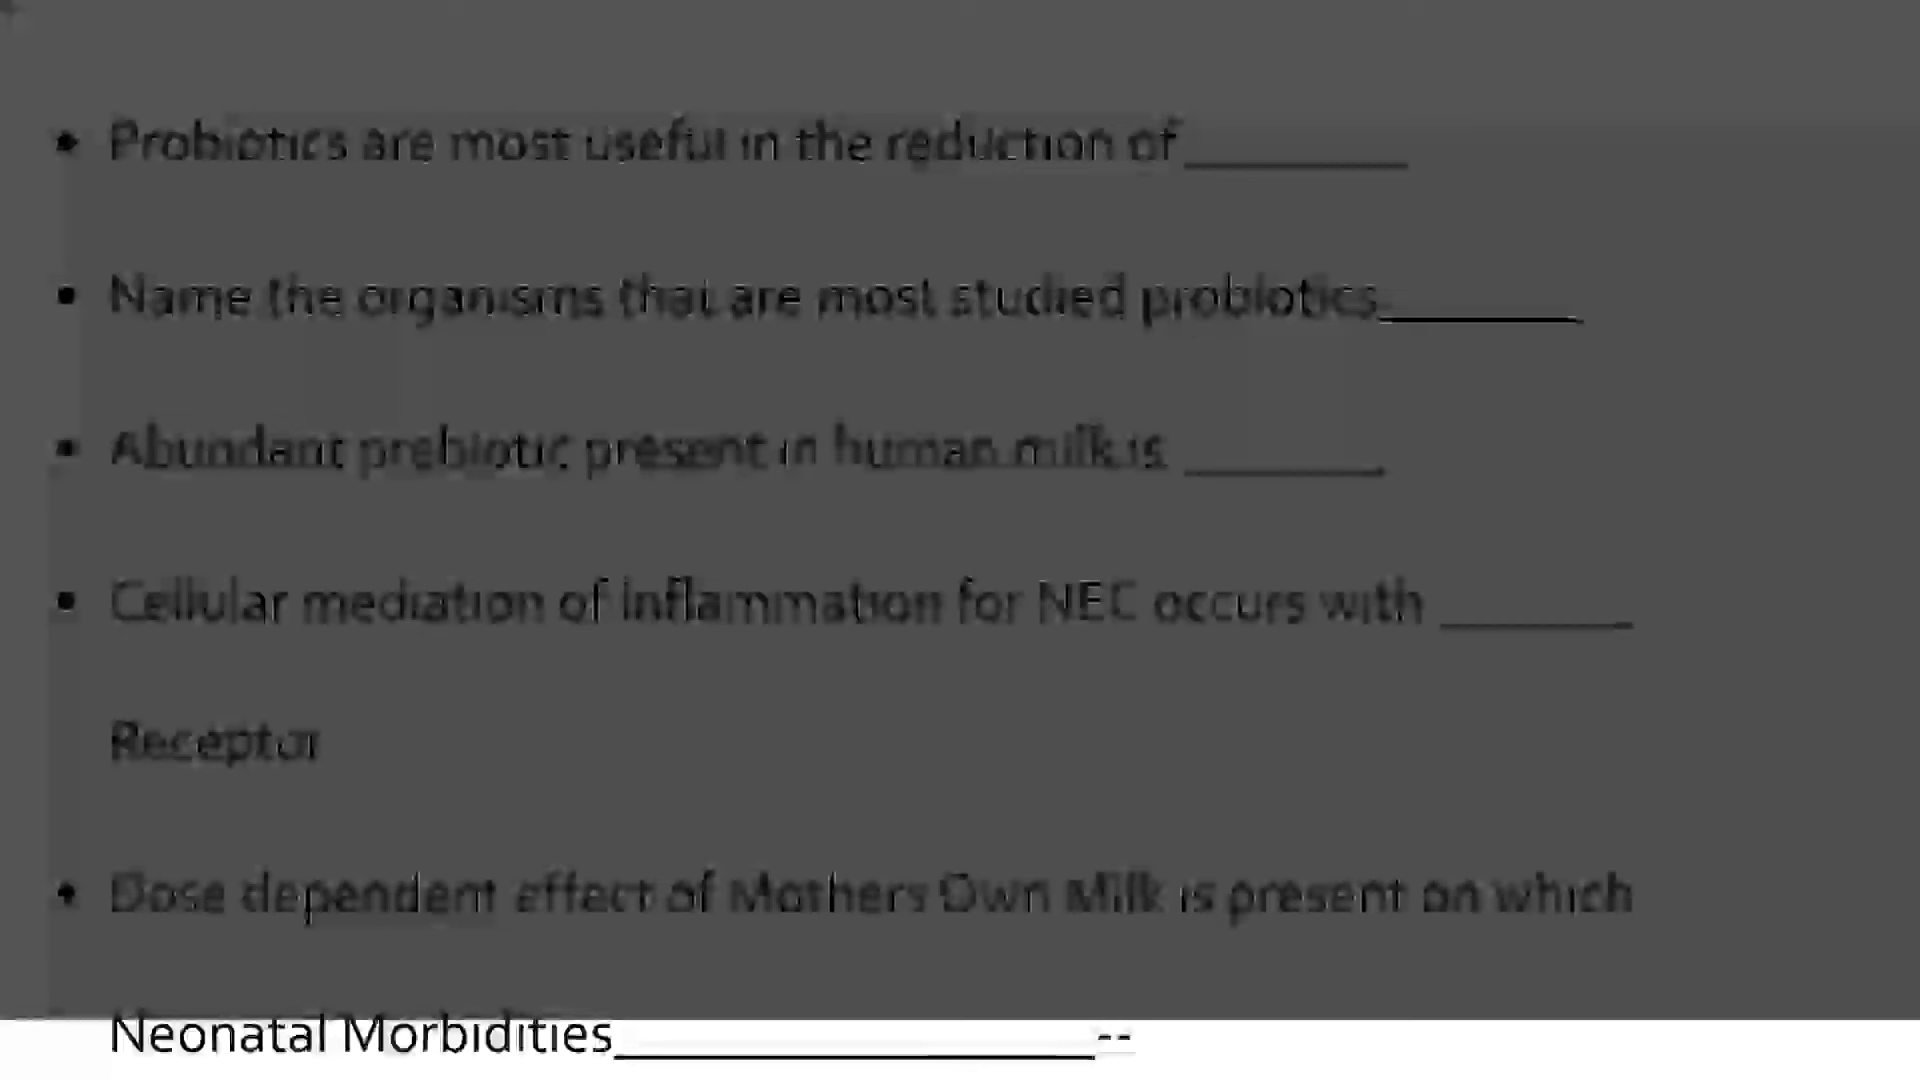 • Probiotics are most useful in the reduction of _________
• Name the organisms that are most studied probiotics________
• Abundant prebiotic present in human milk is ________
• Cellular mediation of inflammation for NEC occurs with ________
Receptor
• Dose dependent effect of Mothers Own Milk is present on which
Neonatal Morbidities____________________--